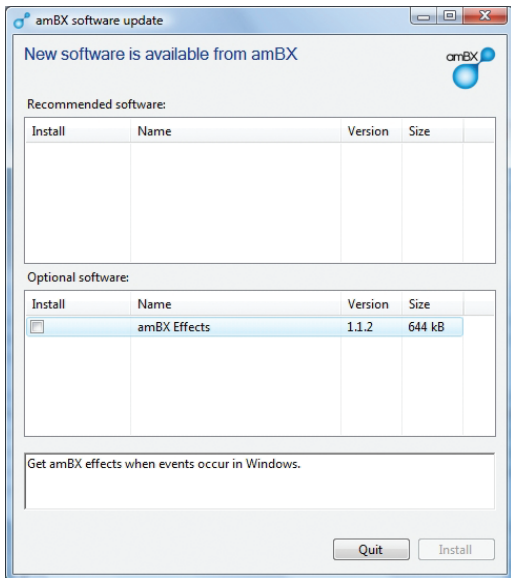 amBX software update
New software is available from amBX
amBX
Recommended software:
Install Name Version Size
Optional software:
Install Name Version Size
amBX Effects 1.1.2 644 kB
Get amBX effects when events occur in Windows.
Quit Install